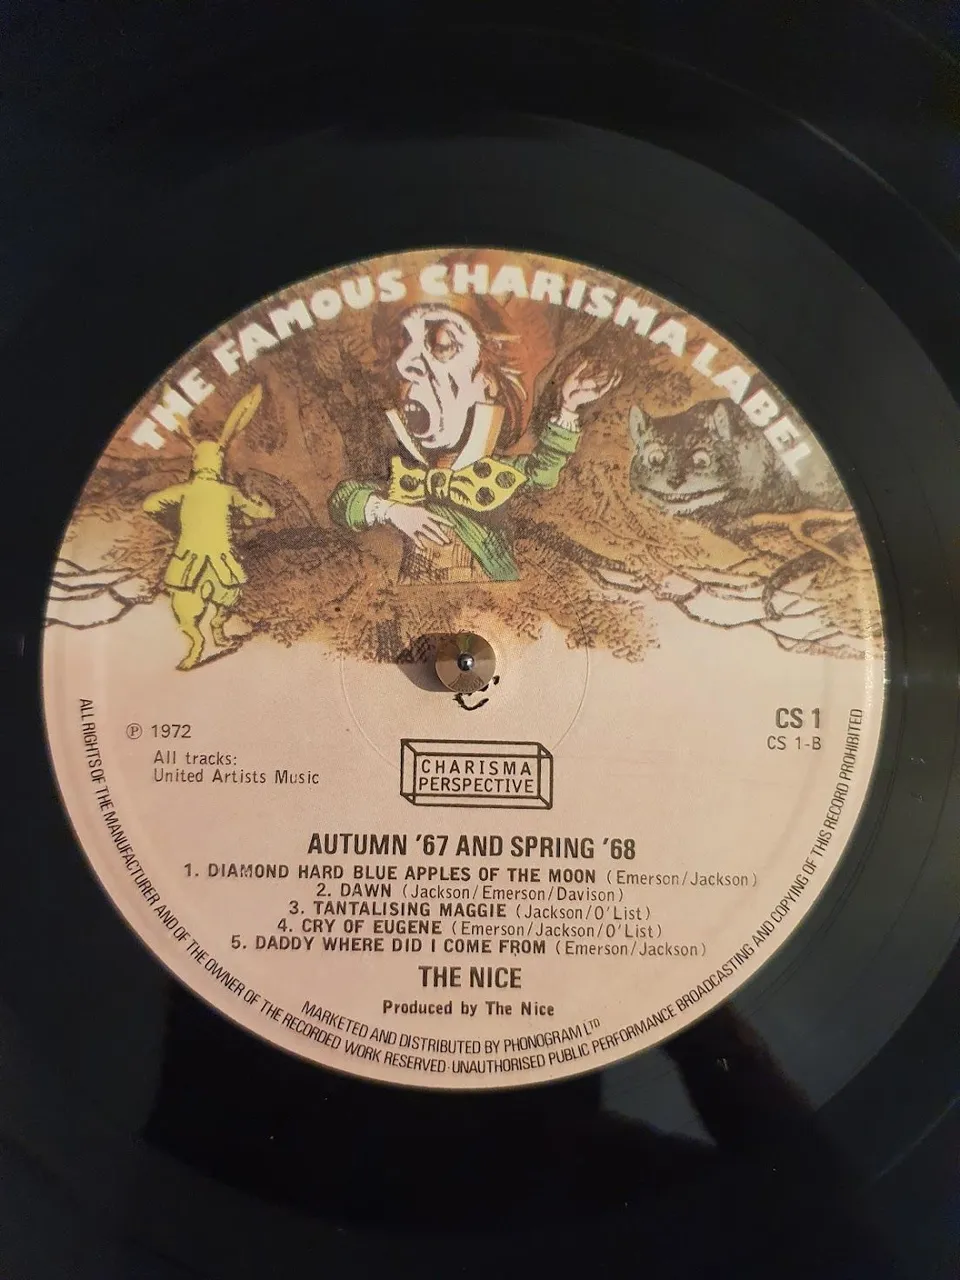 THE FAMOUS CHARISMA LABEL
℗ 1972
All tracks:
United Artists Music
CS 1
CS 1-B
CHARISMA
PERSPECTIVE
AUTUMN '67 AND SPRING '68
1. DIAMOND HARD BLUE APPLES OF THE MOON (Emerson/Jackson)
2. DAWN (Jackson/Emerson/Davison)
3. TANTALISING MAGGIE (Jackson/O'List)
4. CRY OF EUGENE (Emerson/Jackson/O'List)
5. DADDY WHERE DID I COME FROM (Emerson/Jackson)
THE NICE
Produced by The Nice
MARKETED AND DISTRIBUTED BY PHONOGRAM LTD
ALL RIGHTS OF THE MANUFACTURER AND OF THE OWNER OF THE RECORDED WORK RESERVED·UNAUTHORISED PUBLIC PERFORMANCE BROADCASTING AND COPYING OF THIS RECORD PROHIBITED